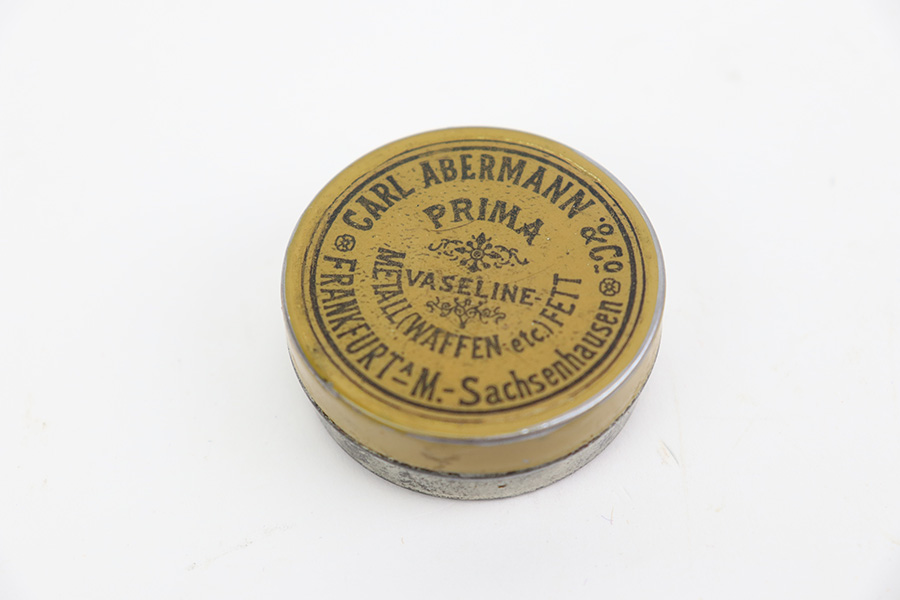 CARL ABERMANN & Co.
PRIMA
VASELINE-
METALL (WAFFEN etc.) FETT
FRANKFURT A M.- Sachsenhausen